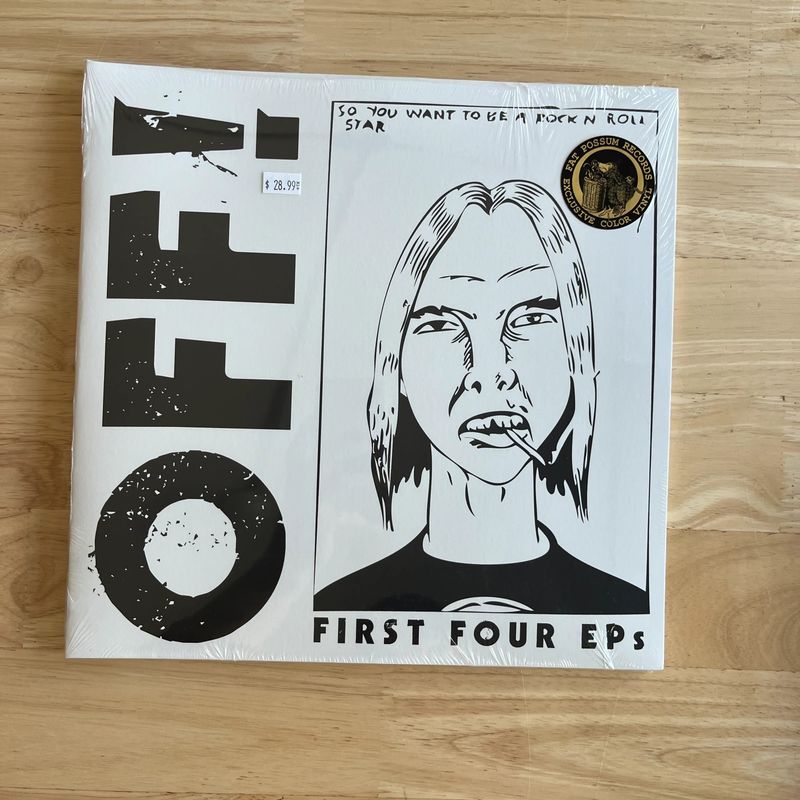 OFF!
$ 28.99
SO YOU WANT TO BE A ROCK N ROLL
STAR
FAT POSSUM RECORDS
EXCLUSIVE COLOR VINYL
FIRST FOUR EPs